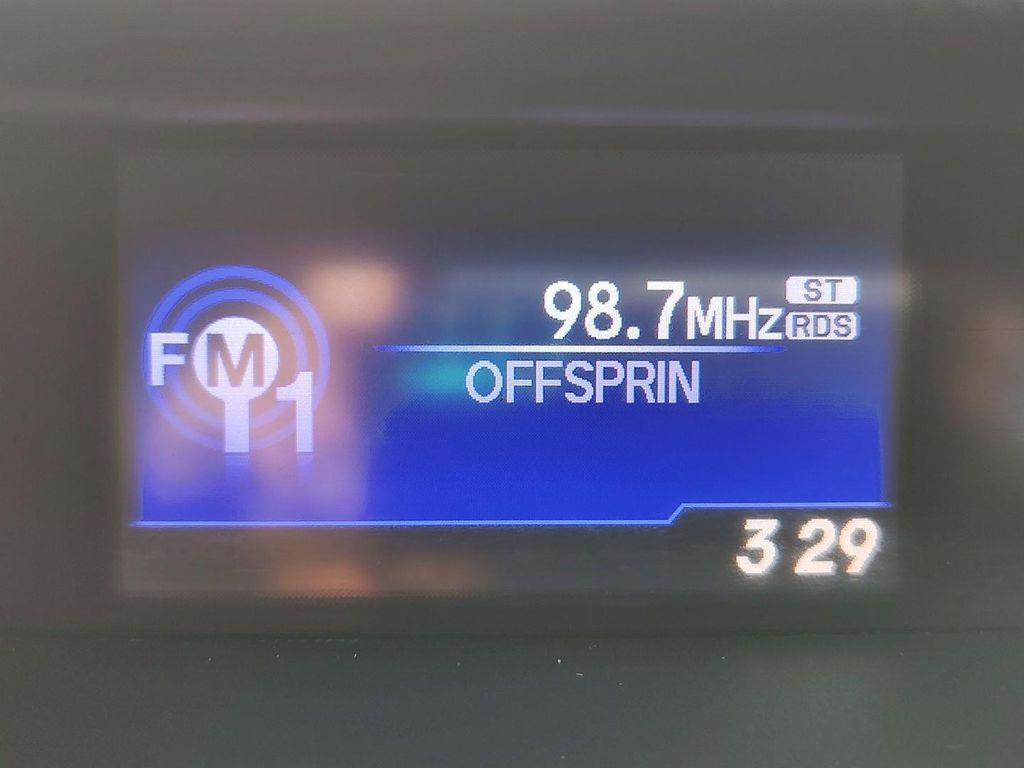 98.7MHz ST
RDS
FM1
OFFSPRIN
3 29